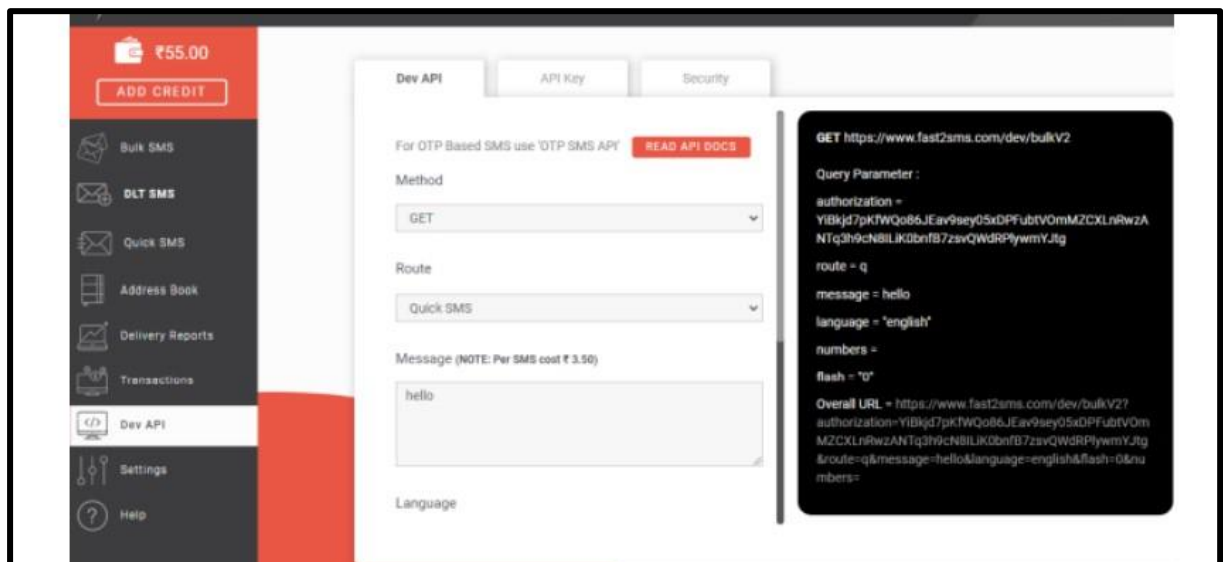 ₹55.00
ADD CREDIT
Bulk SMS
DLT SMS
Quick SMS
Address Book
Delivery Reports
Transactions
Dev API
Settings
Help
Dev API
API Key
Security
For OTP Based SMS use 'OTP SMS API'
READ API DOCS
Method
GET
Route
Quick SMS
Message (NOTE: Per SMS cost ₹ 3.50)
hello
Language
GET https://www.fast2sms.com/dev/bulkV2
Query Parameter :
authorization =
route = q
message = hello
language = "english"
numbers =
flash = "0"
Overall URL = https://www.fast2sms.com/dev/bulkV2?
authorization=
&route=q&message=hello&language=english&flash=0&nu
mbers=